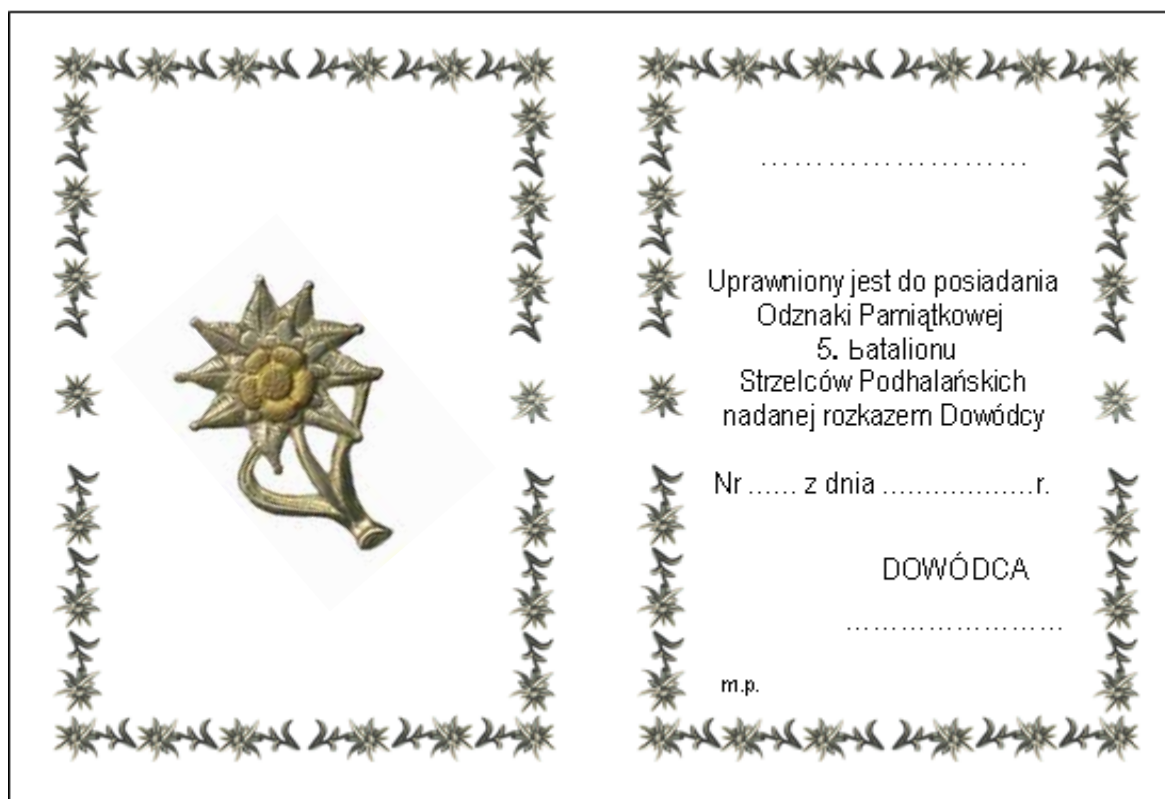 ……………………
Uprawniony jest do posiadania
Odznaki Pamiątkowej
5. batalionu
Strzelców Podhalańskich
nadanej rozkazem Dowódcy
Nr ...... z dnia ..................r.
DOWÓDCA
……………………
m.p.